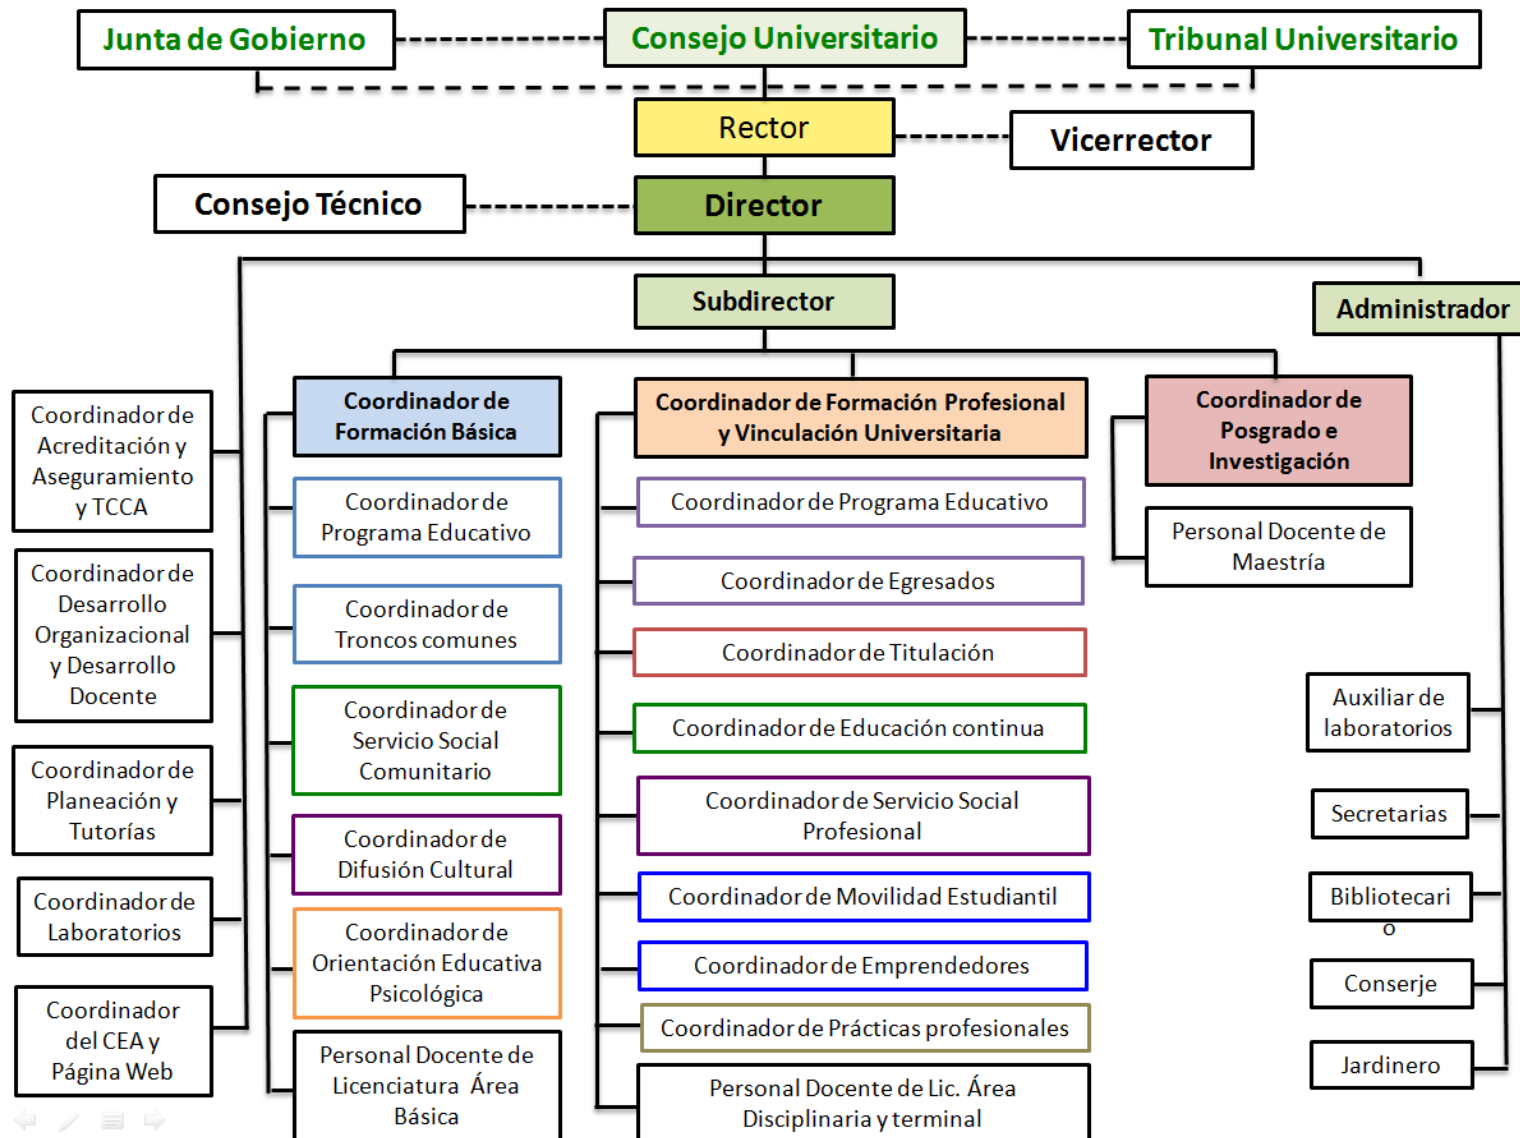 Junta de Gobierno
Consejo Universitario
Tribunal Universitario
Rector
Vicerrector
Consejo Técnico
Director
Subdirector
Administrador
Coordinador de
Acreditación y
Aseguramiento
y TCCA
Coordinador de
Desarrollo
Organizacional
y Desarrollo
Docente
Coordinador de
Planeación y
Tutorías
Coordinador de
Laboratorios
Coordinador
del CEA y
Página Web
Coordinador de
Formación Básica
Coordinador de
Programa Educativo
Coordinador de
Troncos comunes
Coordinador de
Servicio Social
Comunitario
Coordinador de
Difusión Cultural
Coordinador de
Orientación Educativa
Psicológica
Personal Docente de
Licenciatura Área
Básica
Coordinador de Formación Profesional
y Vinculación Universitaria
Coordinador de Programa Educativo
Coordinador de Egresados
Coordinador de Titulación
Coordinador de Educación continua
Coordinador de Servicio Social
Profesional
Coordinador de Movilidad Estudiantil
Coordinador de Emprendedores
Coordinador de Prácticas profesionales
Personal Docente de Lic. Área
Disciplinaria y terminal
Coordinador de
Posgrado e
Investigación
Personal Docente de
Maestría
Auxiliar de
laboratorios
Secretarias
Bibliotecari
o
Conserje
Jardinero